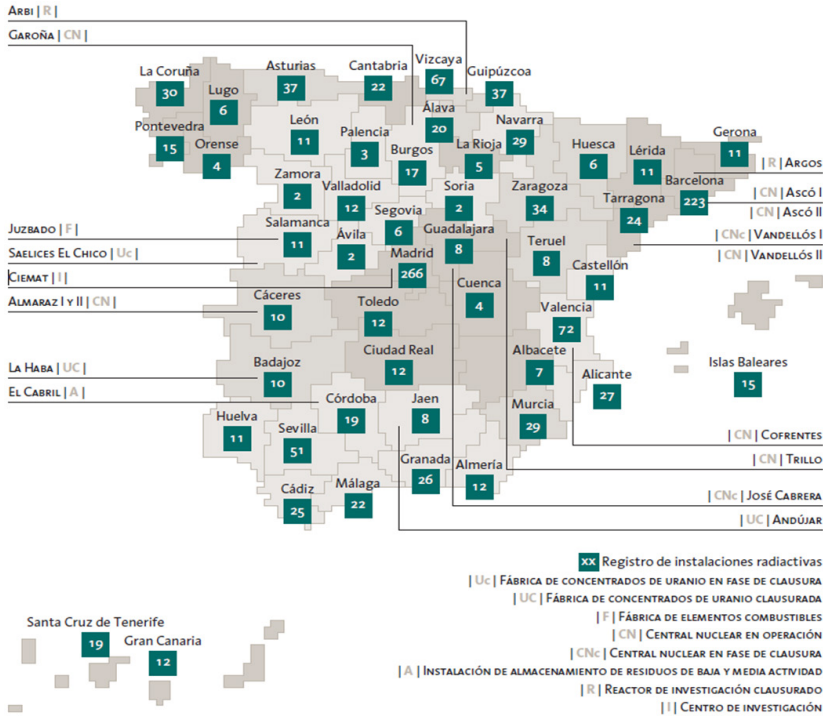 ARBI | R |
GAROÑA | CN |
Vizcaya
67
Asturias
37
Cantabria
22
Guipúzcoa
37
La Coruña
30
Lugo
6
León
11
Palencia
3
Álava
20
Burgos
17
La Rioja
5
Navarra
29
Huesca
6
Lérida
11
Gerona
11
Pontevedra
15
Orense
4
Barcelona
223
Zamora
2
Valladolid
12
Soria
2
Zaragoza
34
Tarragona
24
Salamanca
11
Ávila
2
Segovia
6
Guadalajara
8
Madrid
266
Teruel
8
Castellón
11
Cáceres
10
Toledo
12
Cuenca
4
Valencia
72
Badajoz
10
Ciudad Real
12
Albacete
7
Alicante
27
Islas Baleares
15
Huelva
11
Sevilla
51
Córdoba
19
Jaen
8
Murcia
29
Cádiz
25
Málaga
22
Granada
26
Almería
12
JUZBADO | F |
SAELICES EL CHICO | Uc |
CIEMAT | I |
ALMARAZ I Y II | CN |
LA HABA | UC |
EL CABRIL | A |
| R | ARGOS
| CN | ASCÓ I
| CN | ASCÓ II
| CNc | VANDELLÓS I
| CN | VANDELLÓS II
| CN | COFRENTES
| CN | TRILLO
| CNc | JOSÉ CABRERA
| UC | ANDÚJAR
Santa Cruz de Tenerife
19
Gran Canaria
12
xx Registro de instalaciones radiactivas
| Uc | FÁBRICA DE CONCENTRADOS DE URANIO EN FASE DE CLAUSURA
| UC | FÁBRICA DE CONCENTRADOS DE URANIO CLAUSURADA
| F | FÁBRICA DE ELEMENTOS COMBUSTIBLES
| CN | CENTRAL NUCLEAR EN OPERACIÓN
| CNc | CENTRAL NUCLEAR EN FASE DE CLAUSURA
| A | INSTALACIÓN DE ALMACENAMIENTO DE RESIDUOS DE BAJA Y MEDIA ACTIVIDAD
| R | REACTOR DE INVESTIGACIÓN CLAUSURADO
| I | CENTRO DE INVESTIGACIÓN